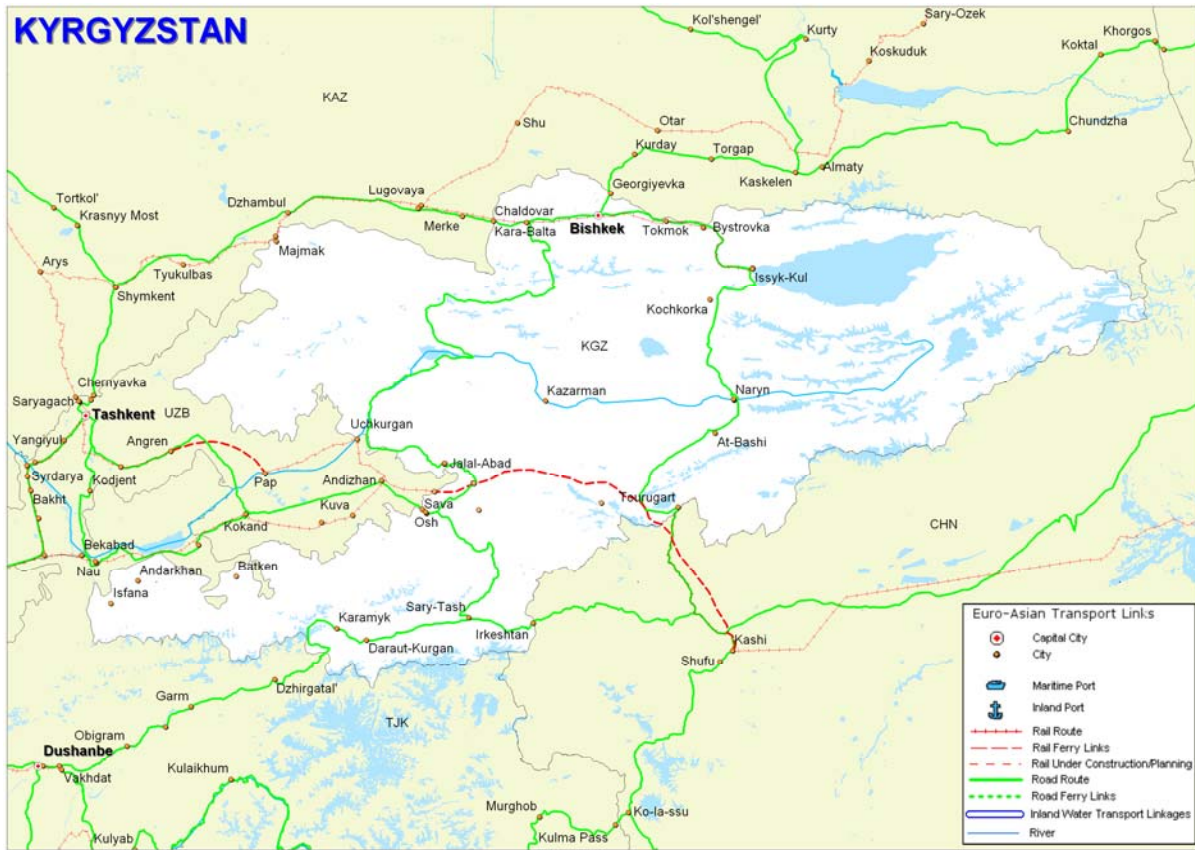 KYRGYZSTAN
Kol'shengel'
Kurty
Sary-Ozek
Koskuduk
Koktal
Khorgos
KAZ
Shu
Otar
Chundzha
Kurday
Torgap
Kaskelen
Almaty
Tortkol'
Krasnyy Most
Dzhambul
Lugovaya
Georgiyevka
Merke
Chaldovar
Kara-Balta
Bishkek
Tokmok
Bystrovka
Majmak
Arys
Tyukulbas
Shymkent
Issyk-Kul
Kochkorka
KGZ
Chernyavka
Saryagach
Tashkent
UZB
Kazarman
Naryn
Yangiyul
Angren
Uchkurgan
At-Bashi
Syrdarya
Kodjent
Pap
Andizhan
Jalal-Abad
Bakht
Kokand
Kuva
Sava
Osh
Tourugart
CHN
Bekabad
Nau
Andarkhan
Batken
Isfana
Sary-Tash
Karamyk
Irkeshtan
Daraut-Kurgan
Kashi
Shufu
Dzhirgatal'
Garm
TJK
Obigram
Dushanbe
Vakhdat
Kulaikhum
Murghob
Ko-la-ssu
Kulyab
Kulma Pass
Euro-Asian Transport Links
Capital City
City
Maritime Port
Inland Port
Rail Route
Rail Ferry Links
Rail Under Construction/Planning
Road Route
Road Ferry Links
Inland Water Transport Linkages
River